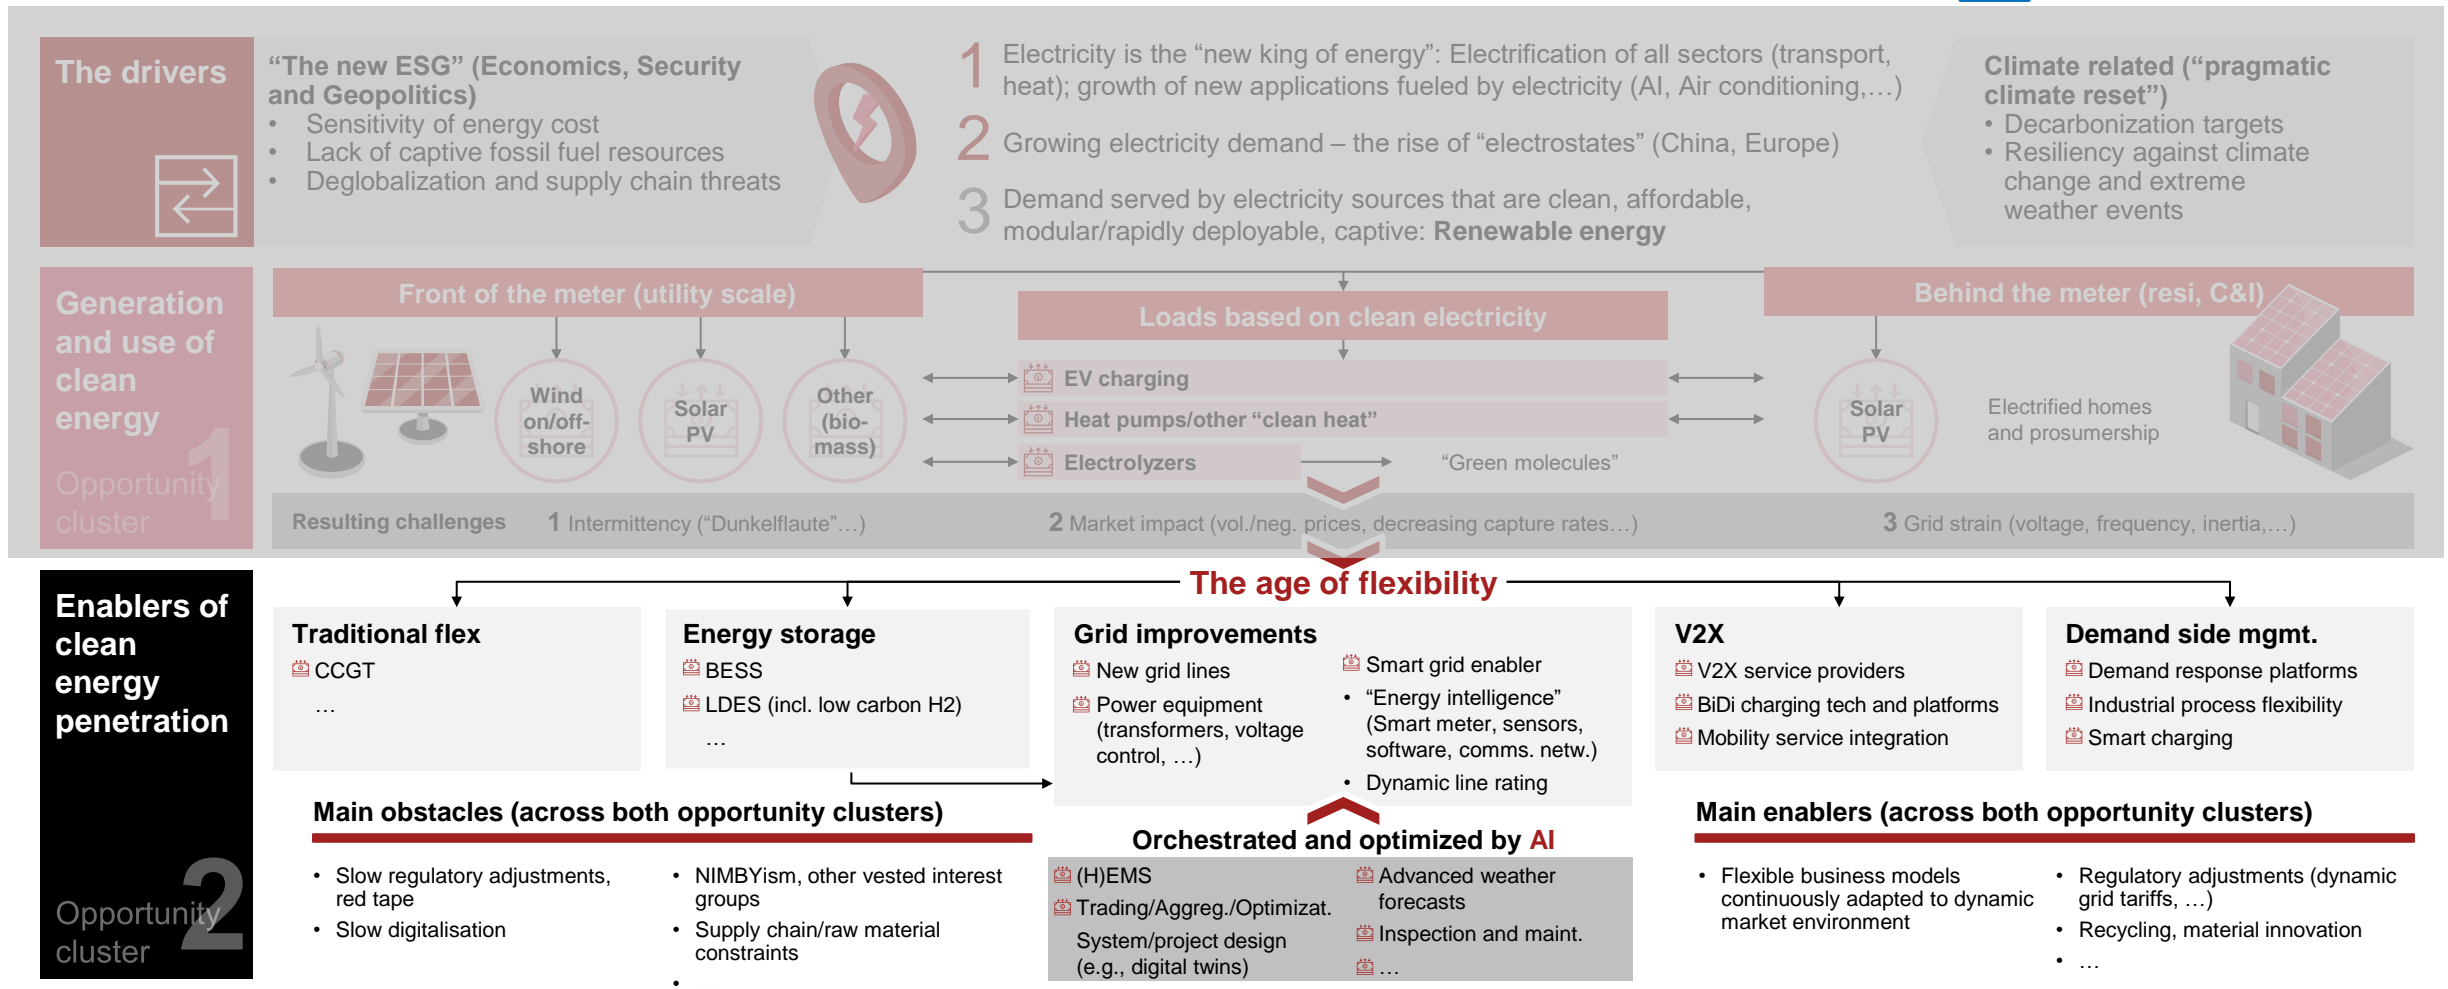 The drivers
“The new ESG” (Economics, Security
and Geopolitics)
• Sensitivity of energy cost
• Lack of captive fossil fuel resources
• Deglobalization and supply chain threats
1 Electricity is the “new king of energy”: Electrification of all sectors (transport,
heat); growth of new applications fueled by electricity (AI, Air conditioning,…)
2 Growing electricity demand – the rise of “electrostates” (China, Europe)
3 Demand served by electricity sources that are clean, affordable,
modular/rapidly deployable, captive: Renewable energy
Climate related (“pragmatic
climate reset”)
• Decarbonization targets
• Resiliency against climate
change and extreme
weather events
Generation
and use of
clean
energy
Opportunity
cluster
1
Front of the meter (utility scale)
Wind
on/off-
shore
Solar
PV
Other
(bio-
mass)
Loads based on clean electricity
EV charging
Heat pumps/other “clean heat”
Electrolyzers
“Green molecules”
Behind the meter (resi, C&I)
Solar
PV
Electrified homes
and prosumership
Resulting challenges
1 Intermittency (“Dunkelflaute”…)
2 Market impact (vol./neg. prices, decreasing capture rates…)
3 Grid strain (voltage, frequency, inertia,…)
Enablers of
clean
energy
penetration
Opportunity
cluster
2
The age of flexibility
Traditional flex
CCGT
…
Energy storage
BESS
LDES (incl. low carbon H2)
…
Grid improvements
New grid lines
Power equipment
(transformers, voltage
control, …)
Smart grid enabler
• “Energy intelligence”
(Smart meter, sensors,
software, comms. netw.)
• Dynamic line rating
V2X
V2X service providers
BiDi charging tech and platforms
Mobility service integration
Demand side mgmt.
Demand response platforms
Industrial process flexibility
Smart charging
Main obstacles (across both opportunity clusters)
• Slow regulatory adjustments,
red tape
• Slow digitalisation
• NIMBYism, other vested interest
groups
• Supply chain/raw material
constraints
•
Orchestrated and optimized by AI
(H)EMS
Trading/Aggreg./Optimizat.
System/project design
(e.g., digital twins)
Advanced weather
forecasts
Inspection and maint.
…
Main enablers (across both opportunity clusters)
• Flexible business models
continuously adapted to dynamic
market environment
• Regulatory adjustments (dynamic
grid tariffs, …)
• Recycling, material innovation
• …